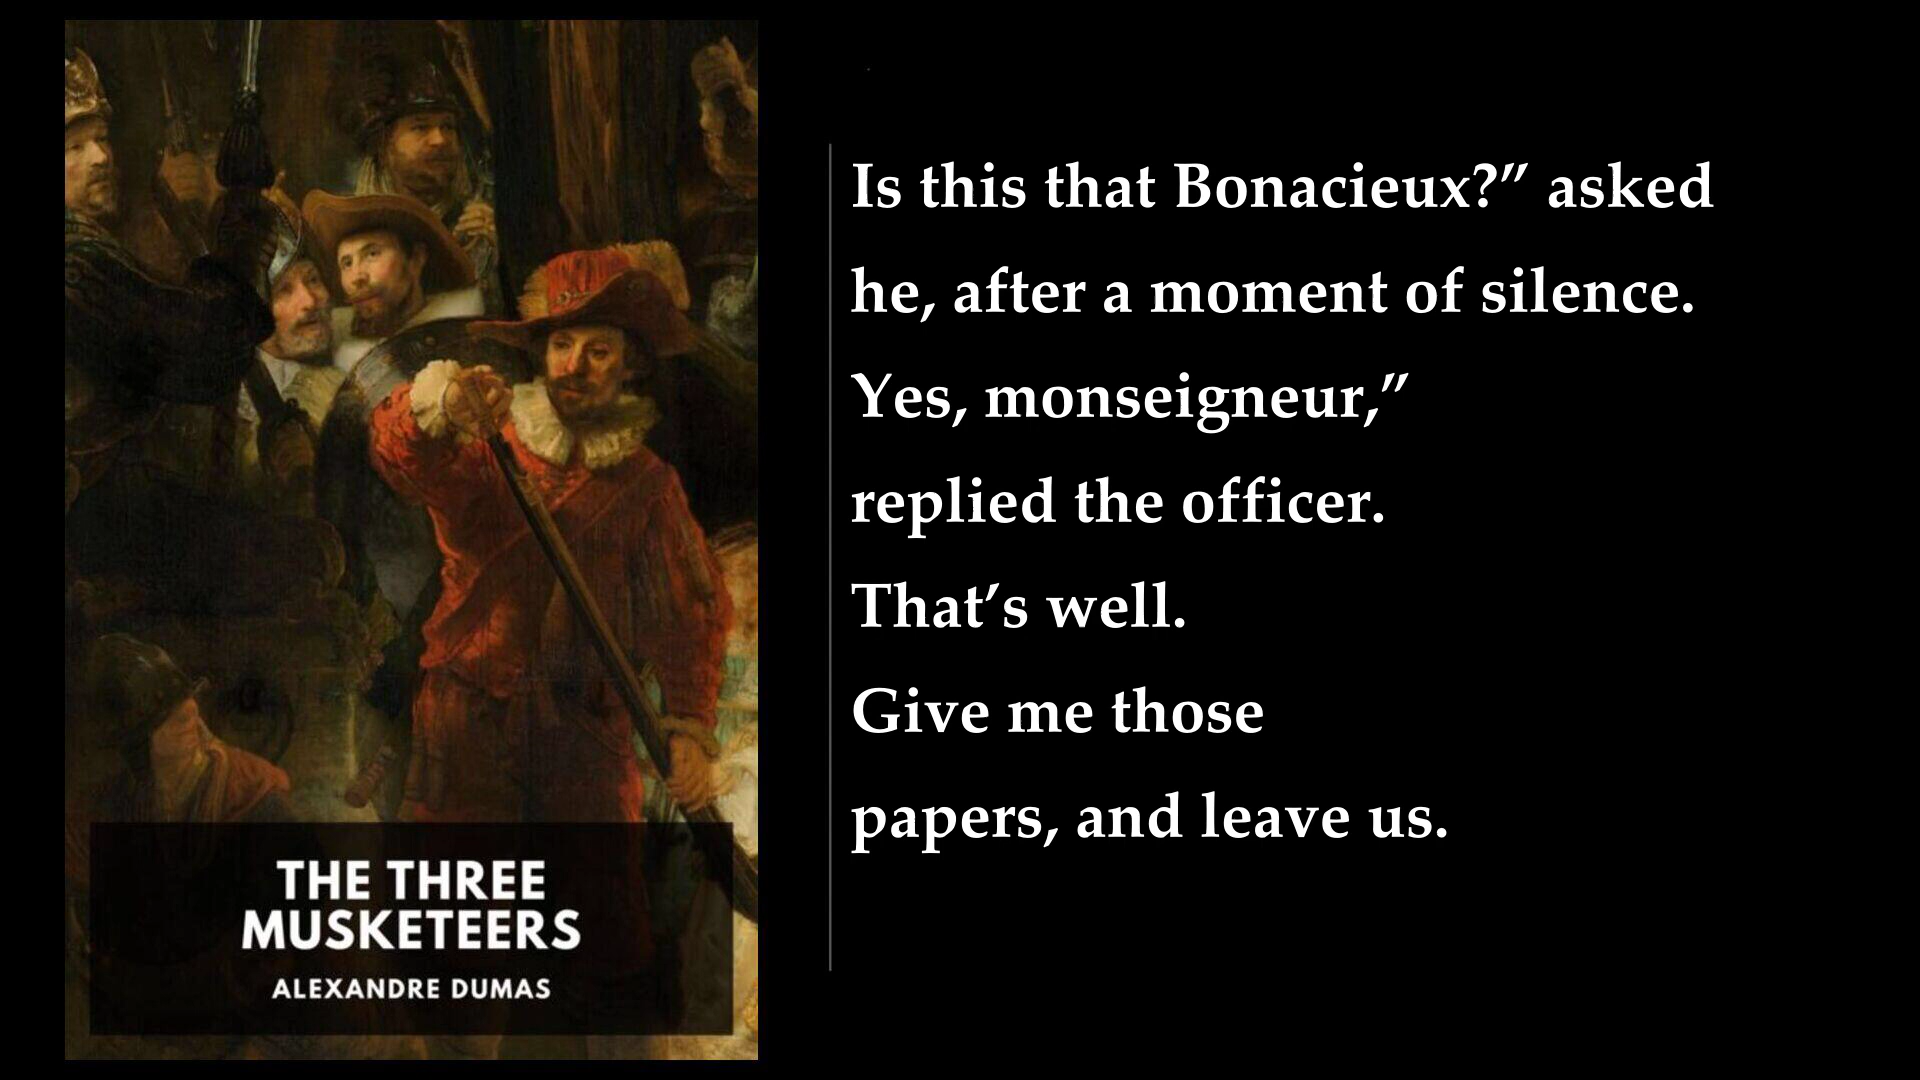 THE THREE
MUSKETEERS
ALEXANDRE DUMAS
Is this that Bonacieux?” asked
he, after a moment of silence.
Yes, monseigneur,”
replied the officer.
That’s well.
Give me those
papers, and leave us.